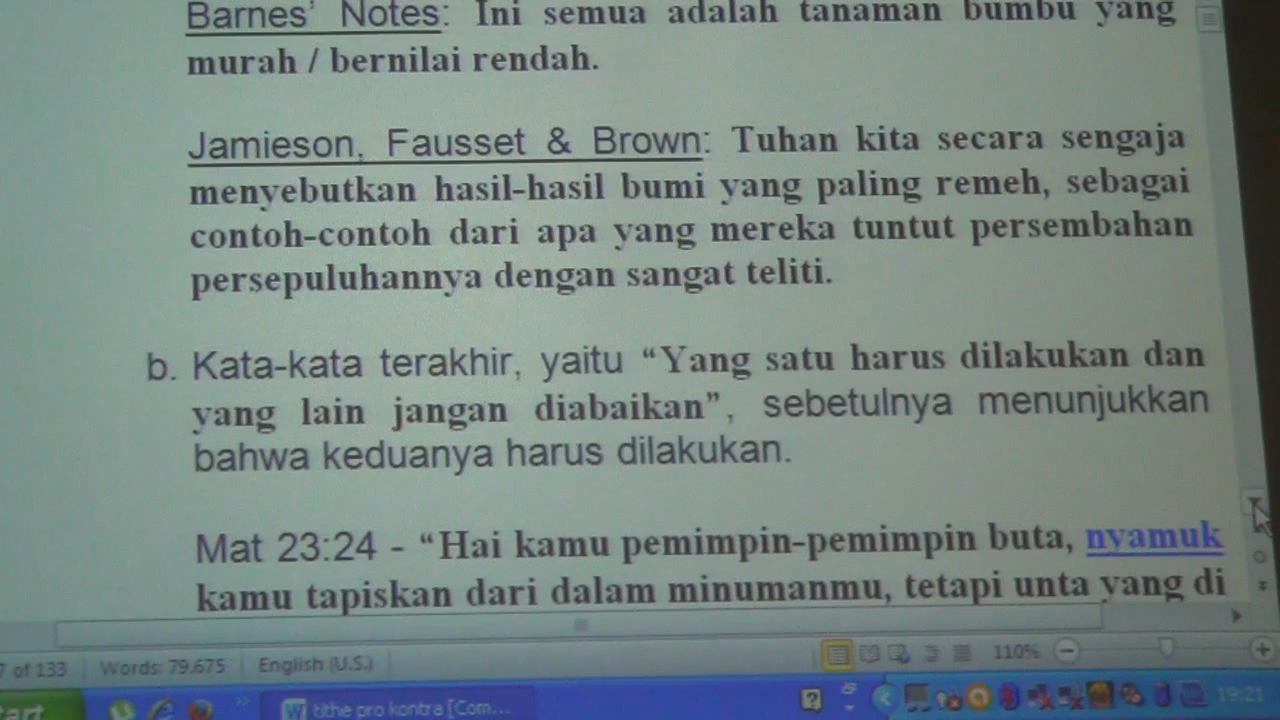 Barnes' Notes: Ini semua adalah tanaman bumbu yang
murah / bernilai rendah.
Jamieson, Fausset & Brown: Tuhan kita secara sengaja
menyebutkan hasil-hasil bumi yang paling remeh, sebagai
contoh-contoh dari apa yang mereka tuntut persembahan
persepuluhannya dengan sangat teliti.
b. Kata-kata terakhir, yaitu “Yang satu harus dilakukan dan
yang lain jangan diabaikan”, sebetulnya menunjukkan
bahwa keduanya harus dilakukan.
Mat 23:24 - “Hai kamu pemimpin-pemimpin buta, nyamuk
kamu tapiskan dari dalam minumanmu, tetapi unta yang di
7 of 133 Words: 79.675 English (U.S.) 110%
tart tithe pro kontra [Com... 19:21